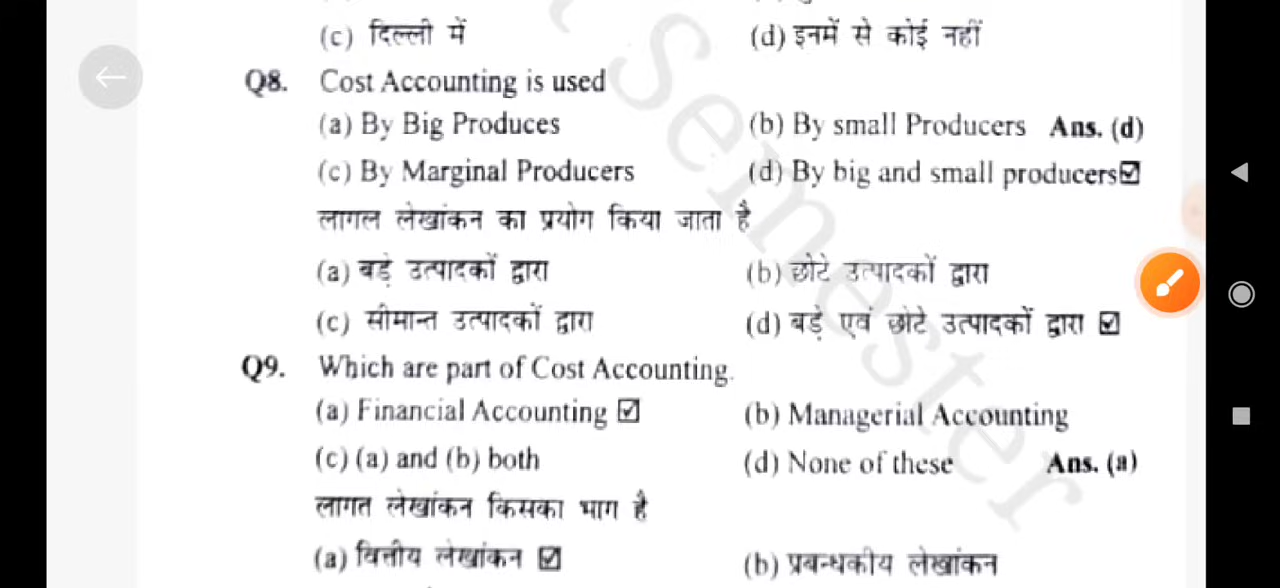 (c) दिल्ली में (d) इनमें से कोई नहीं
Q8. Cost Accounting is used
(a) By Big Produces (b) By small Producers Ans. (d)
(c) By Marginal Producers (d) By big and small producers☑
लागल लेखांकन का प्रयोग किया जाता है
(a) बड़े उत्पादकों द्वारा (b) छोटे उत्पादकों द्वारा
(c) सीमान्त उत्पादकों द्वारा (d) बड़े एवं छोटे उत्पादकों द्वारा ☑
Q9. Which are part of Cost Accounting.
(a) Financial Accounting ☑ (b) Managerial Accounting
(c) (a) and (b) both (d) None of these Ans. (a)
लागत लेखांकन किसका भाग है
(a) वित्तीय लेखांकन ☑ (b) प्रबन्धकीय लेखांकन
Semester